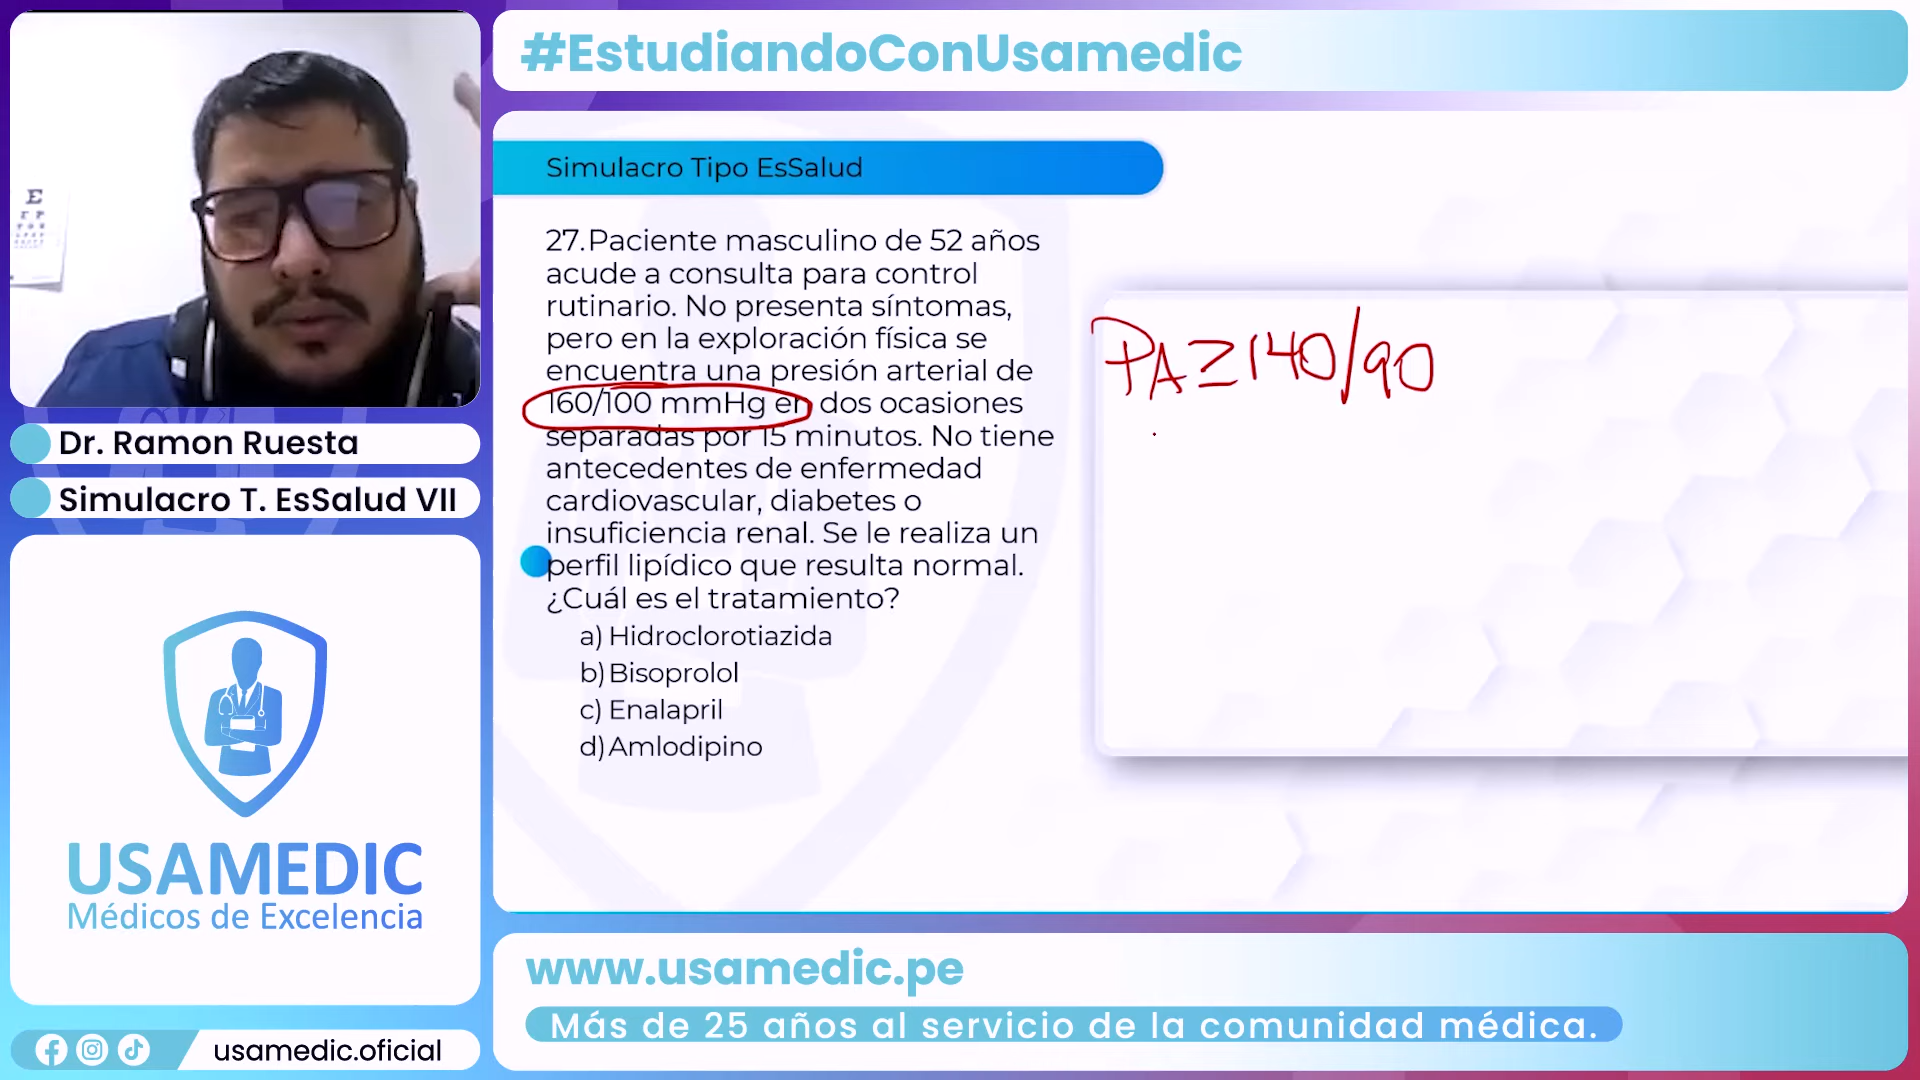 #EstudiandoConUsamedic
Simulacro Tipo EsSalud
27.Paciente masculino de 52 años
acude a consulta para control
rutinario. No presenta síntomas,
pero en la exploración física se
encuentra una presión arterial de
160/100 mmHg en dos ocasiones
separadas por 15 minutos. No tiene
antecedentes de enfermedad
cardiovascular, diabetes o
insuficiencia renal. Se le realiza un
perfil lipídico que resulta normal.
¿Cuál es el tratamiento?
a) Hidroclorotiazida
b) Bisoprolol
c) Enalapril
d) Amlodipino
PA ≥ 140/90
E
Dr. Ramon Ruesta
Simulacro T. EsSalud VII
USAMEDIC
Médicos de Excelencia
usamedic.oficial
www.usamedic.pe
Más de 25 años al servicio de la comunidad médica.